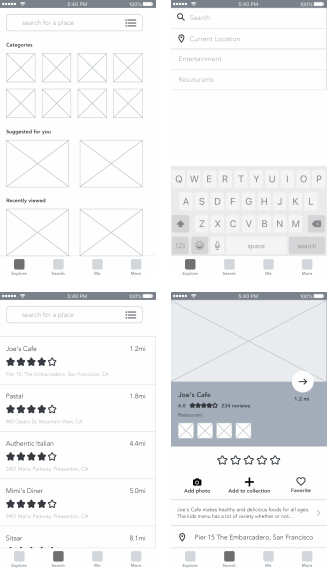 5:40 PM 100%
search for a place
Categories
Suggested for you
Recently viewed
Explore Search Me More
5:40 PM 100%
Search
Current Location
Entertainment
Resuturants
Q W E R T Y U I O P
A S D F G H J K L
Z X C V B N M
123 space search
Explore Search Me More
5:40 PM 100%
search for a place
Joe's Cafe 1.2mi
Pier 15 The Embarcadero, San Francisco, CA
Pasta! 1.8mi
Castro St, Mountain View, CA
Authentic Italian 4.4mi
Mario Parkway, Pleasanton, CA
Mimi's Diner 5.0mi
Mario Parkway, Pleasanton, CA
Sitaar 8.1mi
Explore Search Me More
5:40 PM 100%
Joe's Cafe
1.2 mi
4.0 234 reviews
Restaurant
Add photo Add to collection Favorite
Joe's Cafe makes healthy and delicious foods for all ages.
The kids menu has a lot of variety whether or not...
Pier 15 The Embarcadero, San Francisco
Explore Search Me More